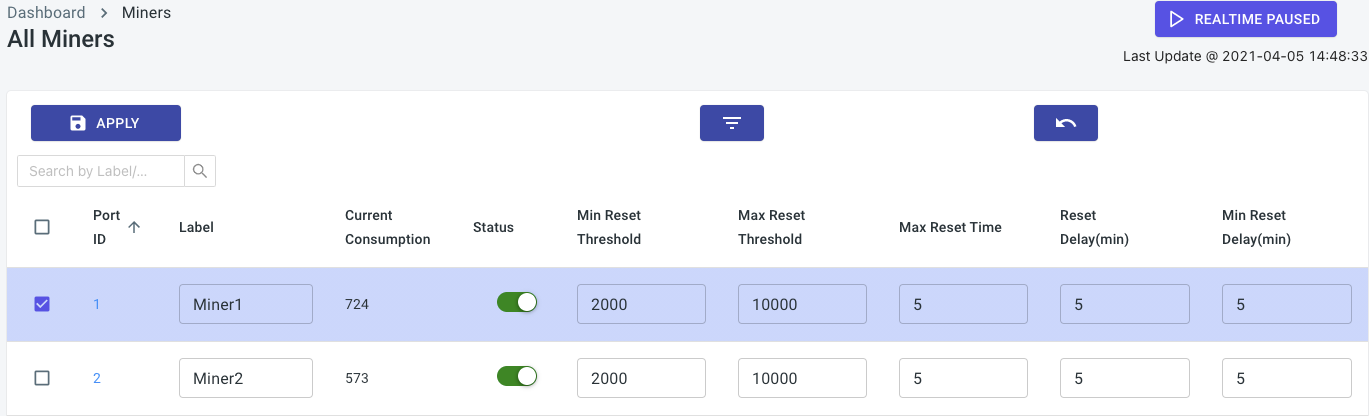 Dashboard > Miners
All Miners
REALTIME PAUSED
Last Update @ 2021-04-05 14:48:33
APPLY
Search by Label/...
Port ID Label Current Consumption Status Min Reset Threshold Max Reset Threshold Max Reset Time Reset Delay(min) Min Reset Delay(min)
1 Miner1 724 2000 10000 5 5 5
2 Miner2 573 2000 10000 5 5 5